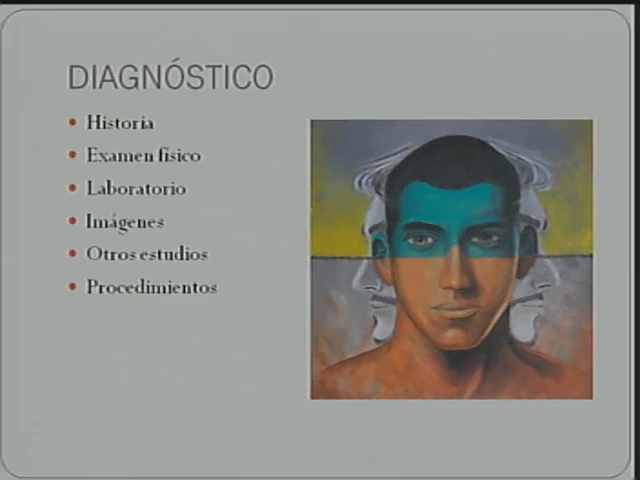 DIAGNÓSTICO
Historia
Examen físico
Laboratorio
Imágenes
Otros estudios
Procedimientos